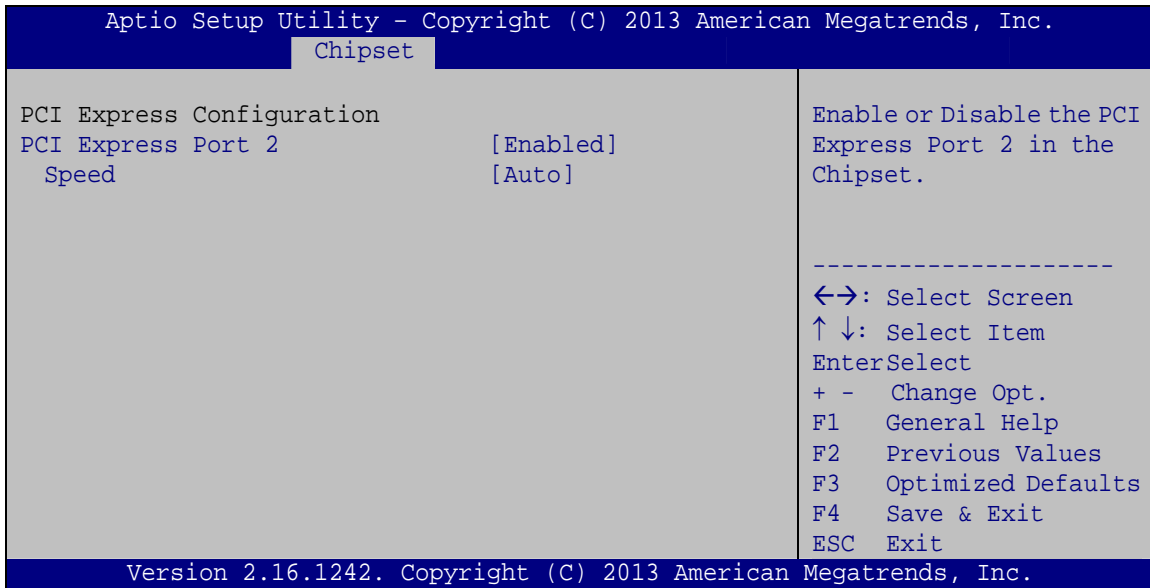 Aptio Setup Utility – Copyright (C) 2013 American Megatrends, Inc.
Chipset
PCI Express Configuration
PCI Express Port 2 [Enabled]
Speed [Auto]
Enable or Disable the PCI
Express Port 2 in the
Chipset.
---------------------
←→: Select Screen
↑ ↓: Select Item
EnterSelect
+ - Change Opt.
F1 General Help
F2 Previous Values
F3 Optimized Defaults
F4 Save & Exit
ESC Exit
Version 2.16.1242. Copyright (C) 2013 American Megatrends, Inc.